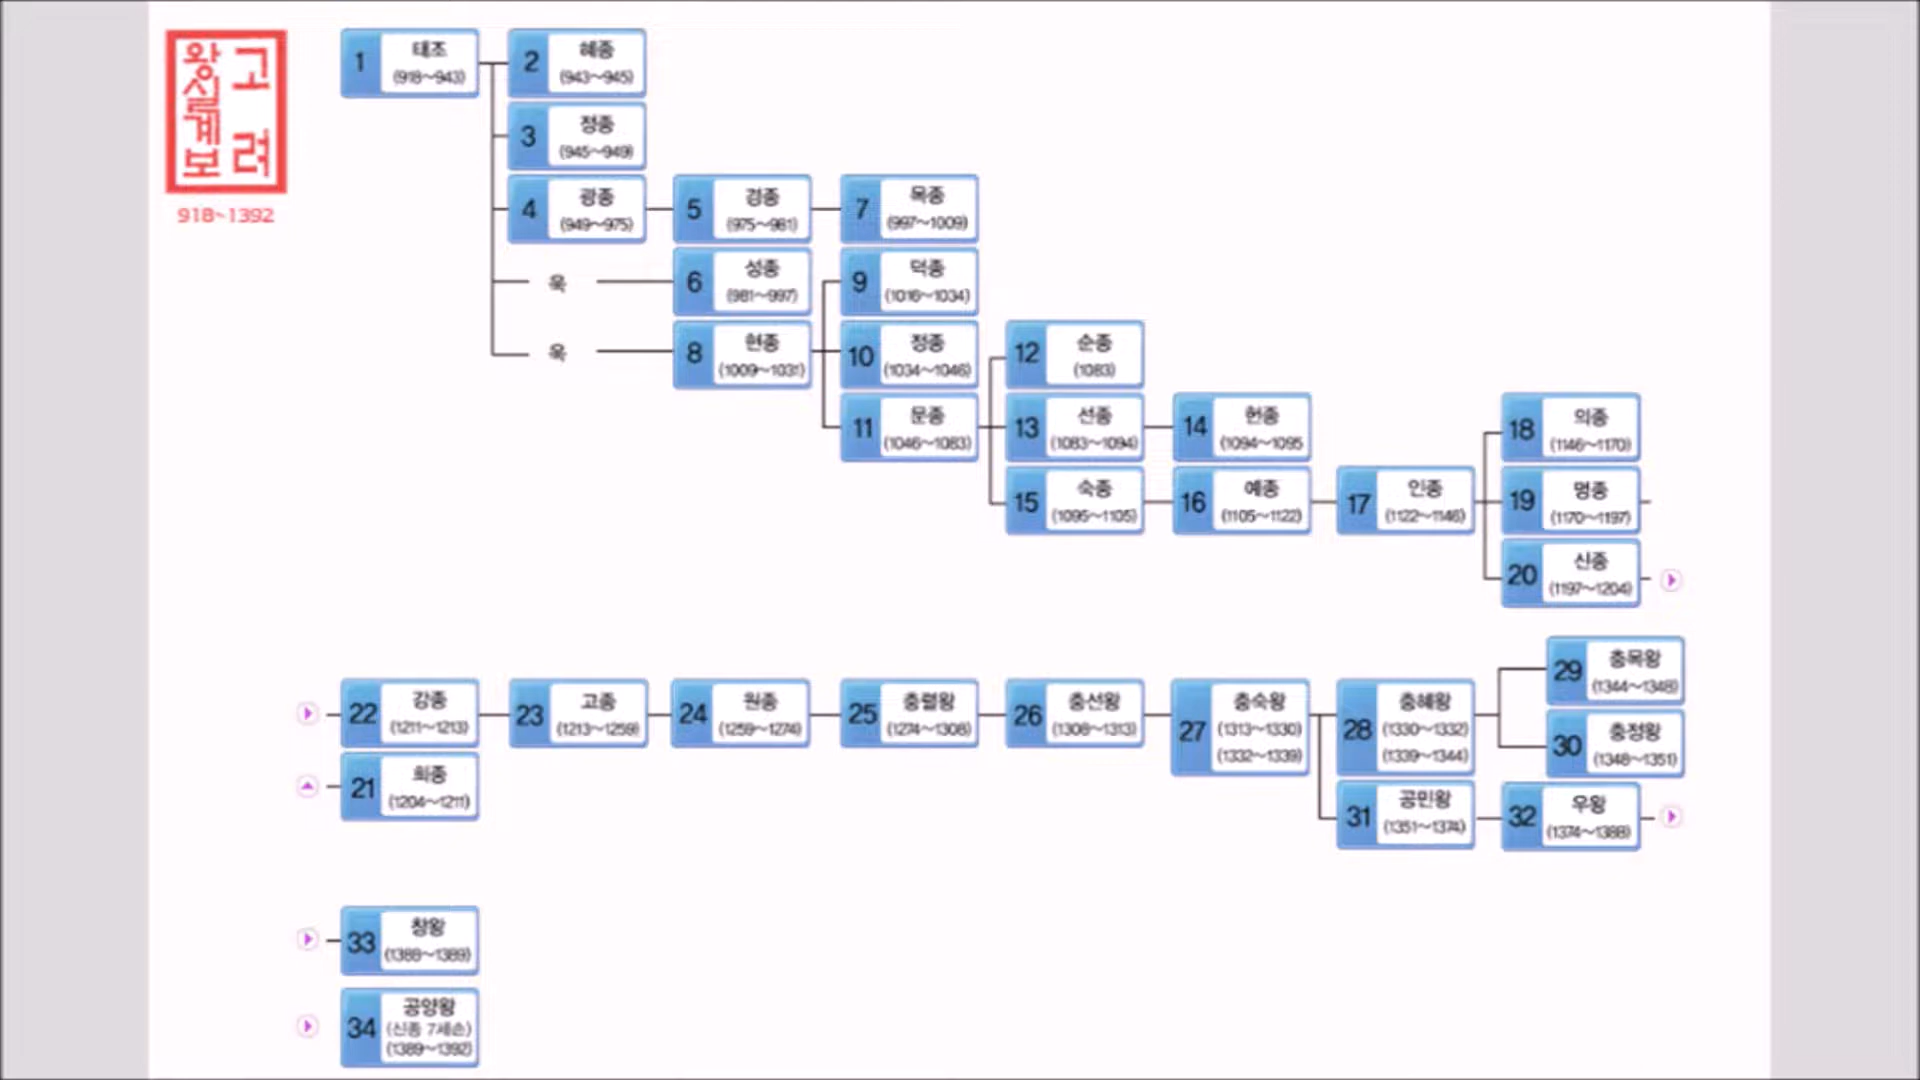 고려
왕실계보
918~1392
1 태조
(918~943)
2 혜종
(943~945)
3 정종
(945~949)
4 광종
(949~975)
5 경종
(975~981)
7 목종
(997~1009)
욱
6 성종
(981~997)
9 덕종
(1016~1034)
욱
8 현종
(1009~1031)
10 정종
(1034~1046)
12 순종
(1083)
11 문종
(1046~1083)
13 선종
(1083~1094)
14 헌종
(1094~1095
18 의종
(1146~1170)
15 숙종
(1095~1105)
16 예종
(1105~1122)
17 인종
(1122~1146)
19 명종
(1170~1197)
20 신종
(1197~1204)
22 강종
(1211~1213)
23 고종
(1213~1259)
24 원종
(1259~1274)
25 충렬왕
(1274~1308)
26 충선왕
(1308~1313)
27 충숙왕
(1313~1330)
(1332~1339)
28 충혜왕
(1330~1332)
(1339~1344)
29 충목왕
(1344~1348)
30 충정왕
(1348~1351)
21 희종
(1204~1211)
31 공민왕
(1351~1374)
32 우왕
(1374~1388)
33 창왕
(1388~1389)
34 공양왕
(신종 7세손)
(1389~1392)